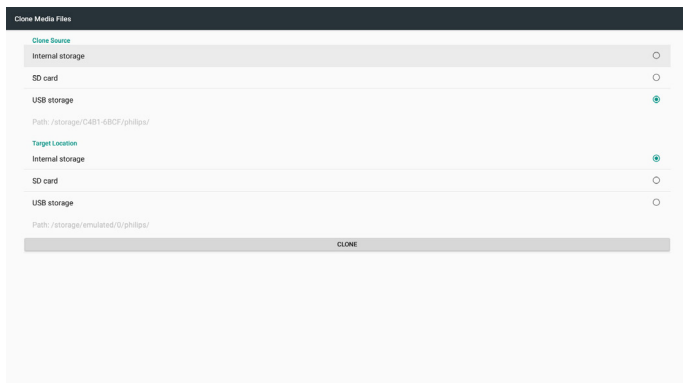 Clone Media Files
Clone Source
Internal storage
SD card
USB storage
Path: /storage/C4B1-6BCF/philips/
Target Location
Internal storage
SD card
USB storage
Path: /storage/emulated/0/philips/
CLONE